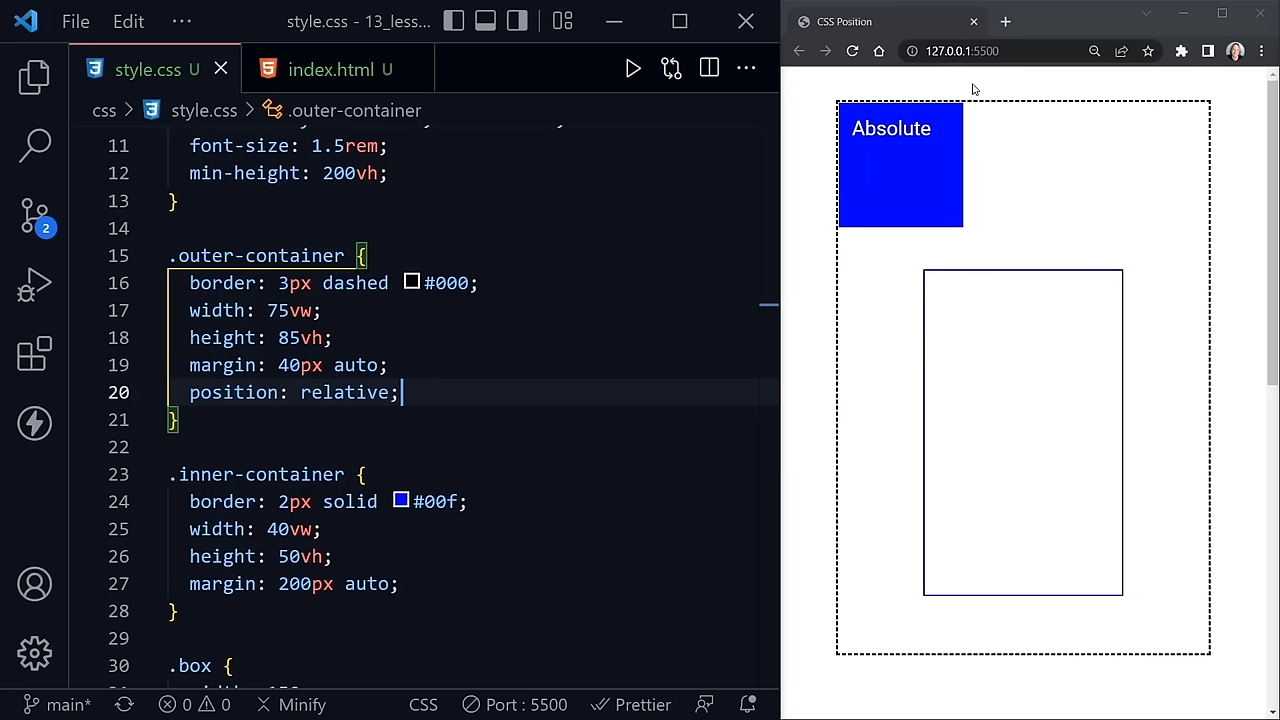 File Edit ··· style.css - 13_less...
style.css U index.html U
css > style.css > .outer-container
11 font-size: 1.5rem;
12 min-height: 200vh;
13 }
14
15 .outer-container {
16 border: 3px dashed #000;
17 width: 75vw;
18 height: 85vh;
19 margin: 40px auto;
20 position: relative;
21 }
22
23 .inner-container {
24 border: 2px solid #00f;
25 width: 40vw;
26 height: 50vh;
27 margin: 200px auto;
28 }
29
30 .box {
2
main* 0 0 Minify CSS Port : 5500 Prettier
CSS Position
127.0.0.1:5500
Absolute